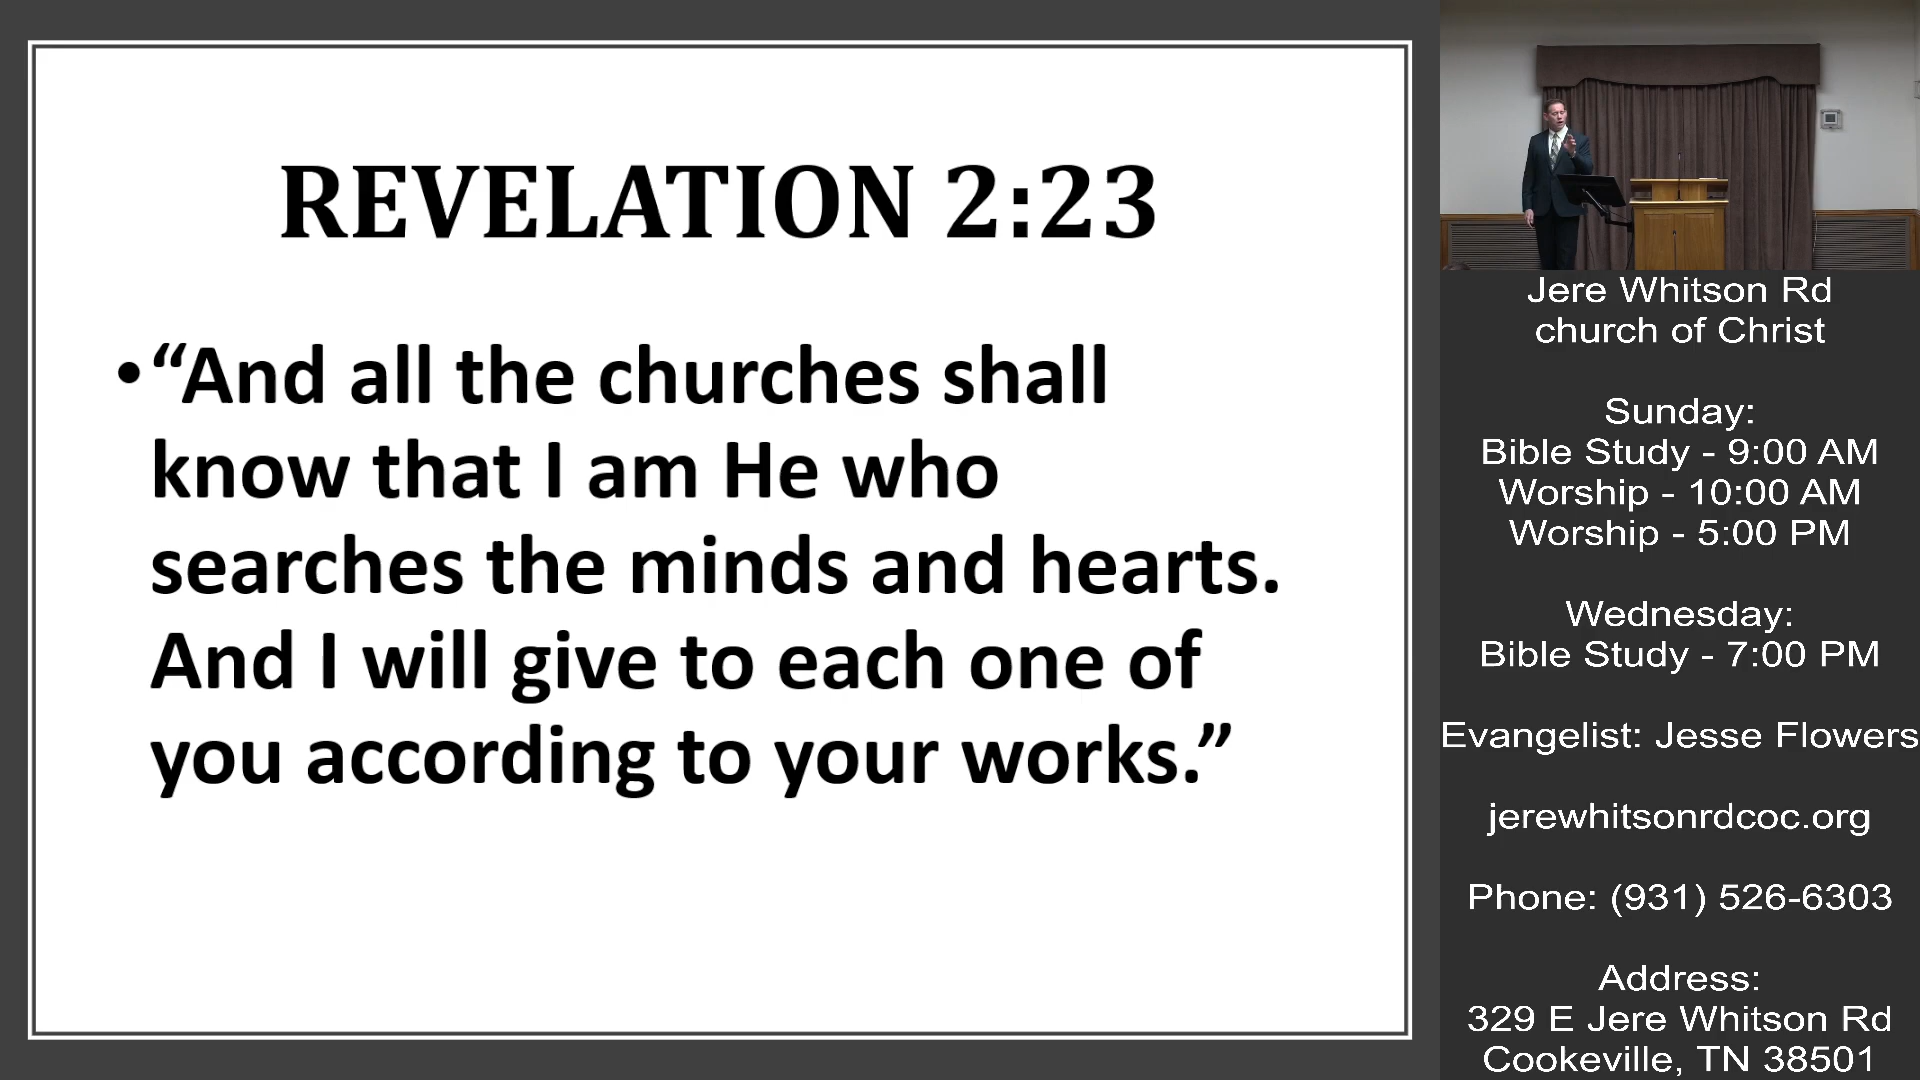 REVELATION 2:23
•“And all the churches shall
know that I am He who
searches the minds and hearts.
And I will give to each one of
you according to your works.”
Jere Whitson Rd
church of Christ
Sunday:
Bible Study - 9:00 AM
Worship - 10:00 AM
Worship - 5:00 PM
Wednesday:
Bible Study - 7:00 PM
Evangelist: Jesse Flowers
jerewhitsonrdcoc.org
Phone: (931) 526-6303
Address:
329 E Jere Whitson Rd
Cookeville, TN 38501